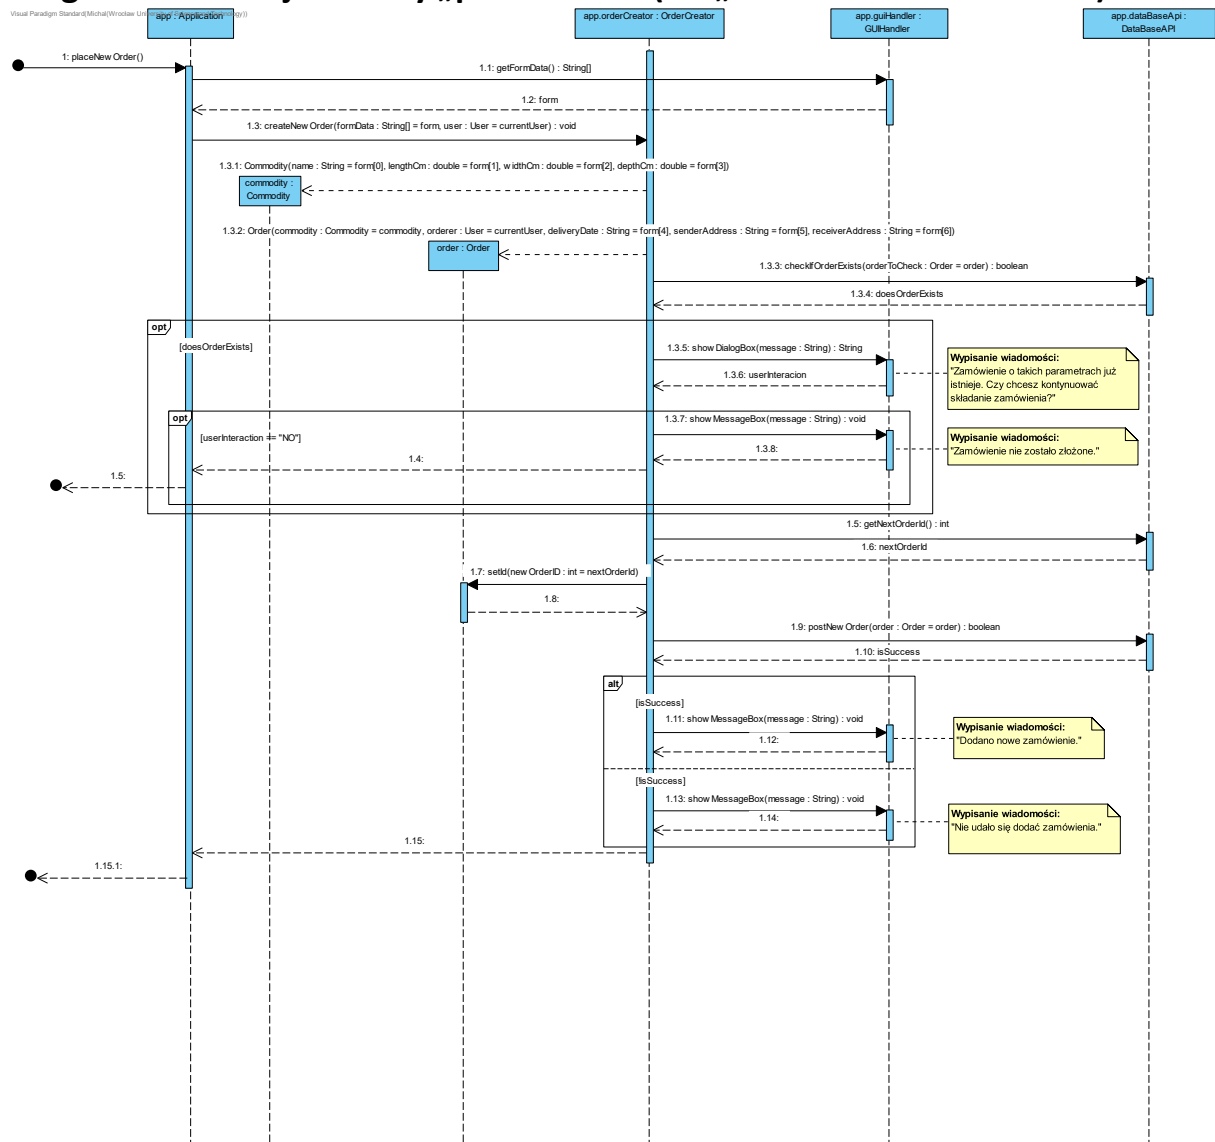 Visual Paradigm Standard(Michał(Wrocław University of Science and Technology))
app : Application
app.orderCreator : OrderCreator
app.guiHandler :
GUIHandler
app.dataBaseApi :
DataBaseAPI
1: placeNewOrder()
1.1: getFormData() : String[]
1.2: form
1.3: createNewOrder(formData : String[] = form, user : User = currentUser) : void
1.3.1: Commodity(name : String = form[0], lengthCm : double = form[1], widthCm : double = form[2], depthCm : double = form[3])
commodity :
Commodity
1.3.2: Order(commodity : Commodity = commodity, orderer : User = currentUser, deliveryDate : String = form[4], senderAddress : String = form[5], receiverAddress : String = form[6])
order : Order
1.3.3: checkIfOrderExists(orderToCheck : Order = order) : boolean
1.3.4: doesOrderExists
opt
[doesOrderExists]
1.3.5: showDialogBox(message : String) : String
Wypisanie wiadomości:
"Zamówienie o takich parametrach już
istnieje. Czy chcesz kontynuować
składanie zamówienia?"
1.3.6: userInteracion
opt
1.3.7: showMessageBox(message : String) : void
[userInteraction == "NO"]
Wypisanie wiadomości:
"Zamówienie nie zostało złożone."
1.3.8:
1.4:
1.5:
1.5: getNextOrderId() : int
1.6: nextOrderId
1.7: setId(newOrderID : int = nextOrderId)
1.8:
1.9: postNewOrder(order : Order = order) : boolean
1.10: isSuccess
alt
[isSuccess]
1.11: showMessageBox(message : String) : void
Wypisanie wiadomości:
"Dodano nowe zamówienie."
1.12:
[!isSuccess]
1.13: showMessageBox(message : String) : void
Wypisanie wiadomości:
"Nie udało się dodać zamówienia."
1.14:
1.15:
1.15.1: